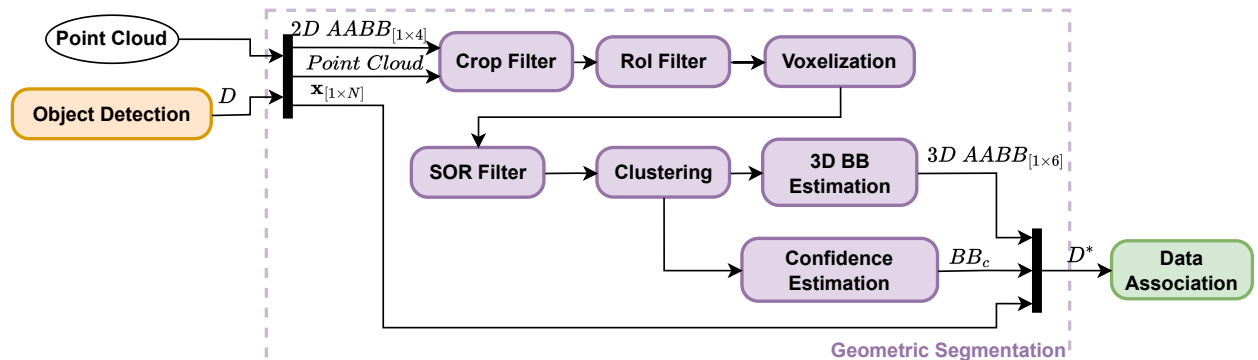 Point Cloud
Object Detection
D
2D AABB[1×4]
Point Cloud
x[1×N]
Crop Filter
RoI Filter
Voxelization
SOR Filter
Clustering
3D BB
Estimation
3D AABB[1×6]
Confidence
Estimation
BBc
D*
Data
Association
Geometric Segmentation